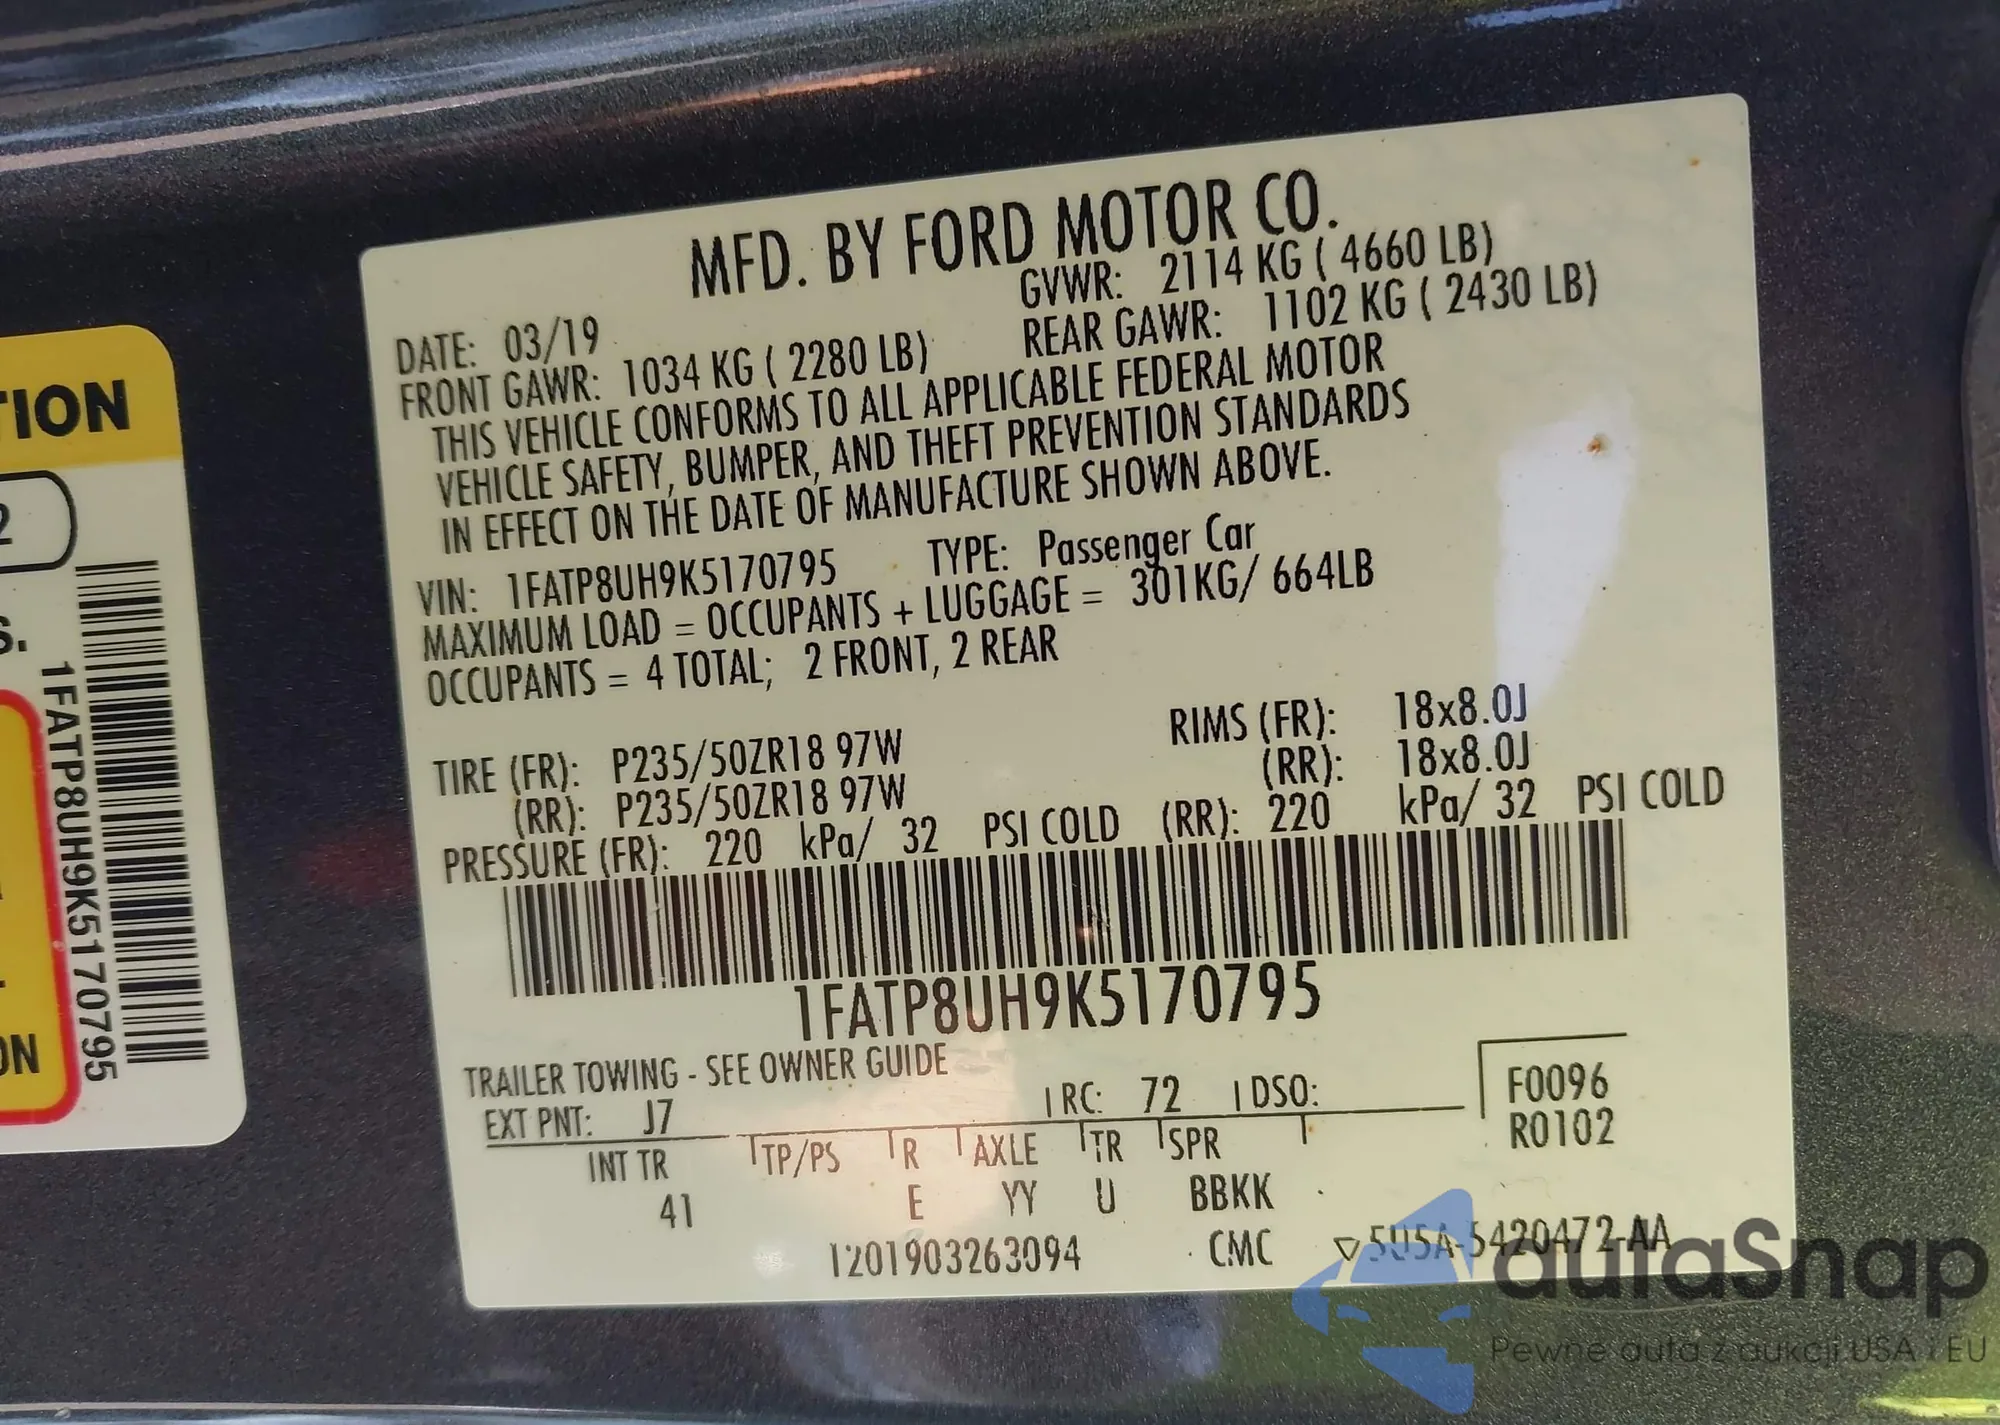 TION
2
S.
ON
1FATP8UH9K5170795
MFD. BY FORD MOTOR CO.
DATE: 03/19 GVWR: 2114 KG ( 4660 LB)
FRONT GAWR: 1034 KG ( 2280 LB) REAR GAWR: 1102 KG ( 2430 LB)
THIS VEHICLE CONFORMS TO ALL APPLICABLE FEDERAL MOTOR
VEHICLE SAFETY, BUMPER, AND THEFT PREVENTION STANDARDS
IN EFFECT ON THE DATE OF MANUFACTURE SHOWN ABOVE.
VIN: 1FATP8UH9K5170795 TYPE: Passenger Car
MAXIMUM LOAD = OCCUPANTS + LUGGAGE = 301KG/ 664LB
OCCUPANTS = 4 TOTAL; 2 FRONT, 2 REAR
TIRE (FR): P235/50ZR18 97W RIMS (FR): 18x8.0J
(RR): P235/50ZR18 97W (RR): 18x8.0J
PRESSURE (FR): 220 kPa/ 32 PSI COLD (RR): 220 kPa/ 32 PSI COLD
1FATP8UH9K5170795
TRAILER TOWING - SEE OWNER GUIDE
EXT PNT: J7 RC: 72 DSO: F0096
R0102
INT TR TP/PS R AXLE TR SPR
41 E YY U BBKK
1201903263094 CMC ▽5U5A-5420472-AA
autaSnap
Pewne auta z aukcji USA i EU